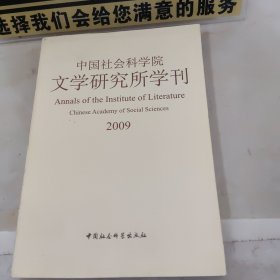 选择我们会给您满意的服务
中国社会科学院
文学研究所学刊
Annals of the Institute of Literature
Chinese Academy of Social Sciences
2009
中国社会科学出版社